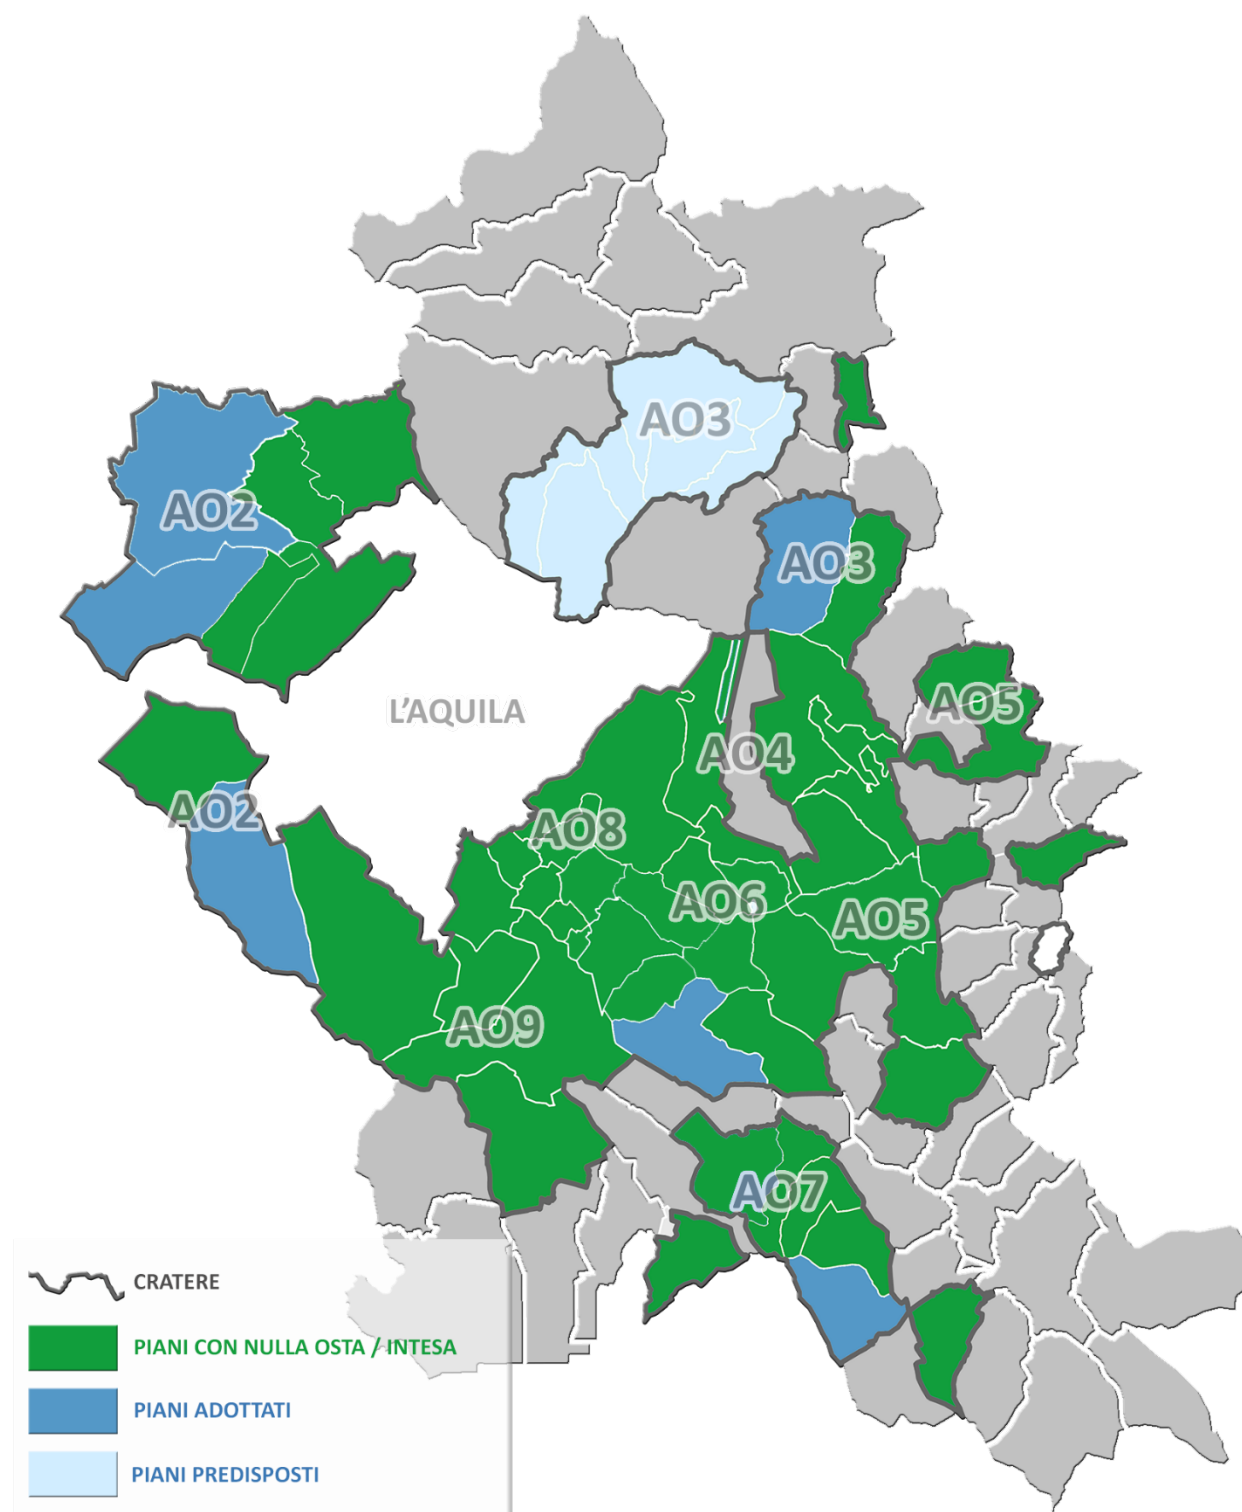 AO3
AO2
AO3
AO5
L'AQUILA
AO4
AO2
AO8
AO6
AO5
AO9
AO7
CRATERE
PIANI CON NULLA OSTA / INTESA
PIANI ADOTTATI
PIANI PREDISPOSTI